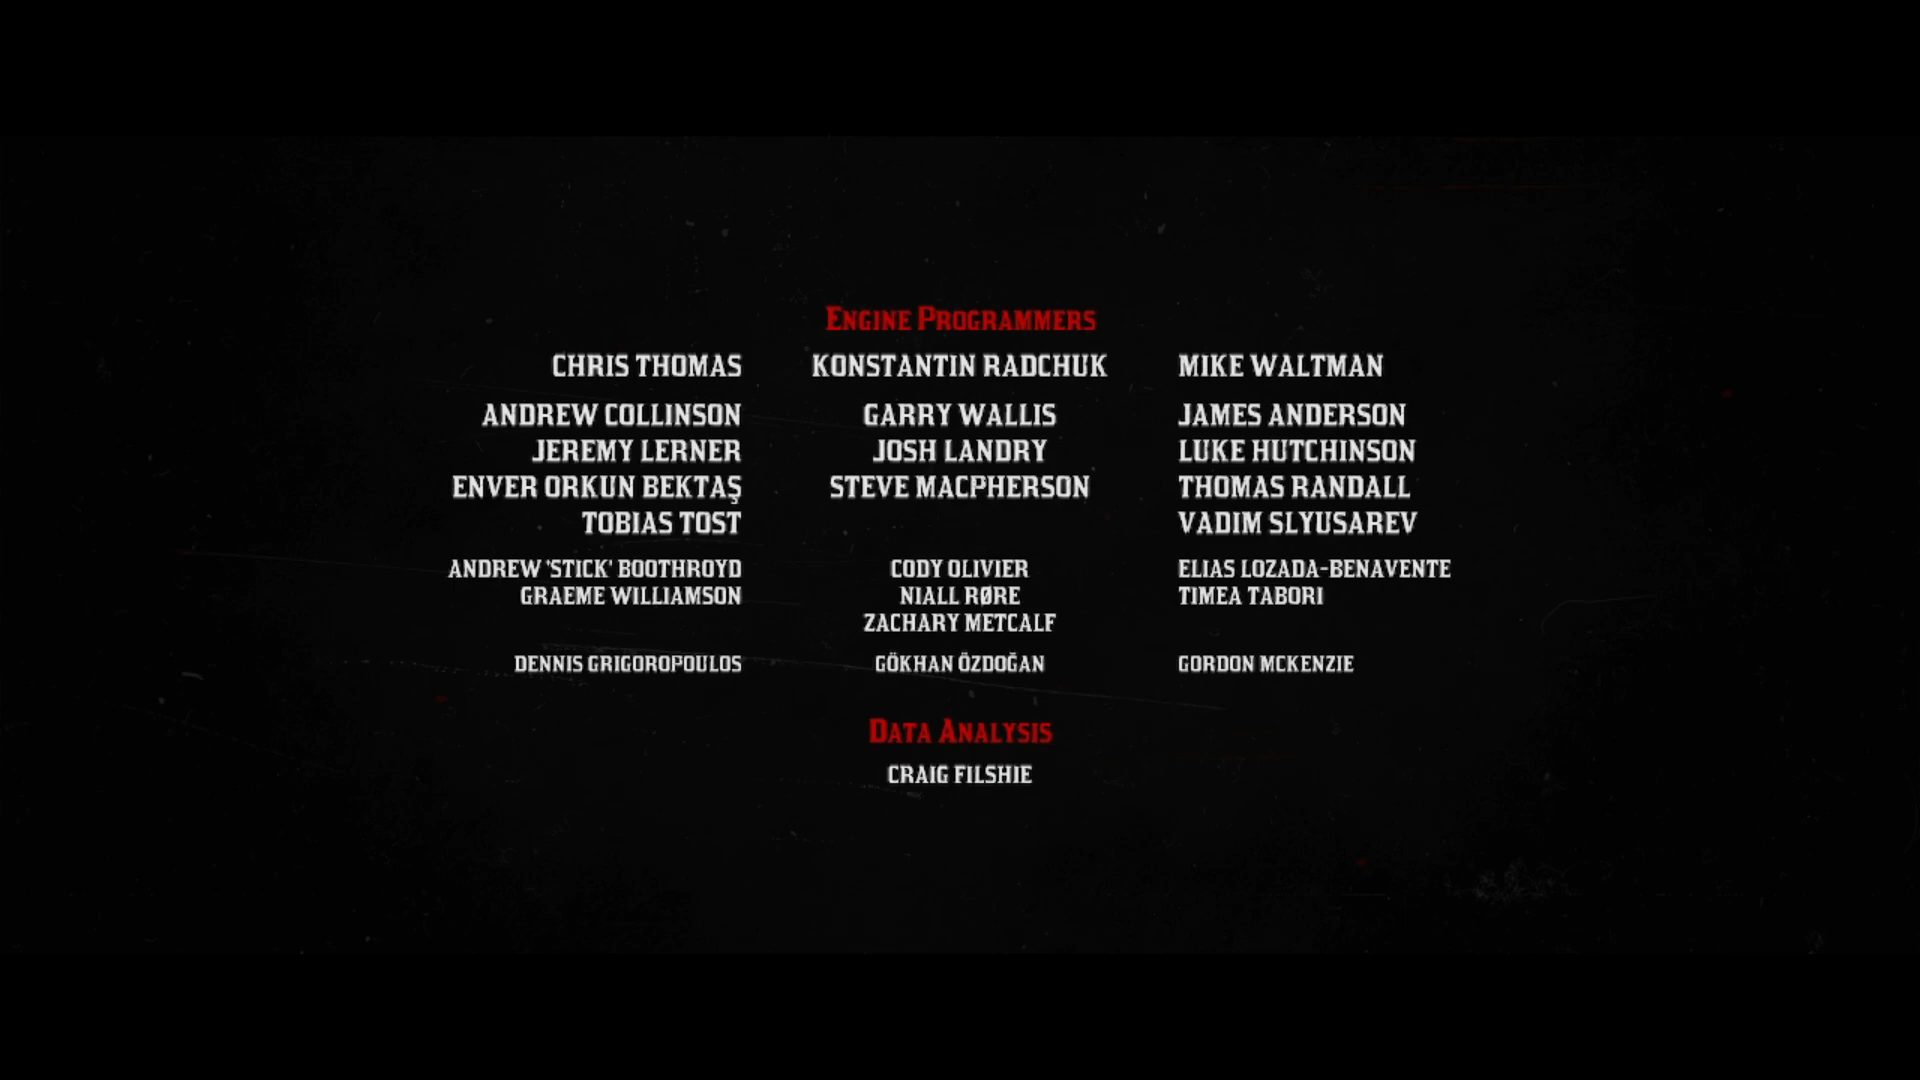 ENGINE PROGRAMMERS
CHRIS THOMAS KONSTANTIN RADCHUK MIKE WALTMAN
ANDREW COLLINSON GARRY WALLIS JAMES ANDERSON
JEREMY LERNER JOSH LANDRY LUKE HUTCHINSON
ENVER ORKUN BEKTAŞ STEVE MACPHERSON THOMAS RANDALL
TOBIAS TOST VADIM SLYUSAREV
ANDREW 'STICK' BOOTHROYD CODY OLIVIER ELIAS LOZADA-BENAVENTE
GRAEME WILLIAMSON NIALL RØRE TIMEA TABORI
ZACHARY METCALF
DENNIS GRIGOROPOULOS GÖKHAN ÖZDOĞAN GORDON MCKENZIE
DATA ANALYSIS
CRAIG FILSHIE